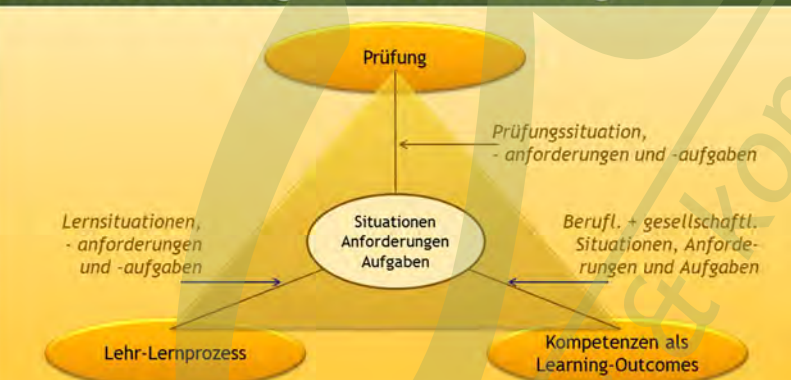 Prüfung
Prüfungssituation,
- anforderungen und -aufgaben
Lernsituationen,
- anforderungen
und -aufgaben
Situationen
Anforderungen
Aufgaben
Berufl. + gesellschaftl.
Situationen, Anforde-
rungen und Aufgaben
Lehr-Lernprozess
Kompetenzen als
Learning-Outcomes